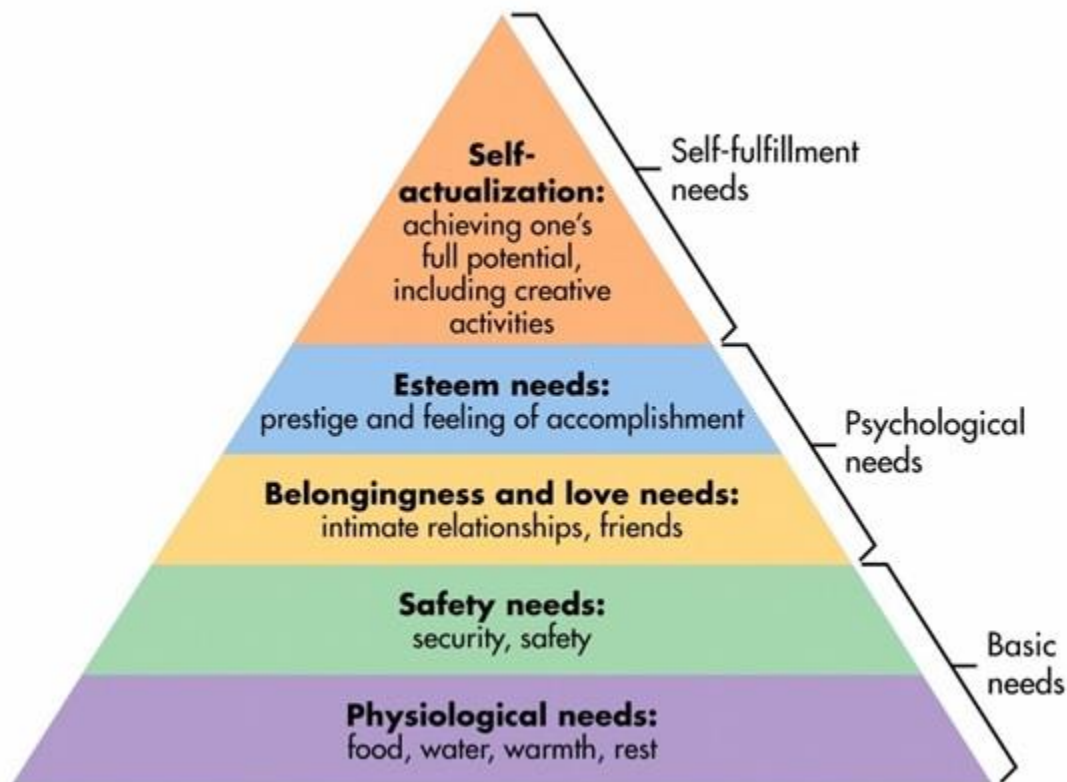 Self-
actualization:
achieving one's
full potential,
including creative
activities
Self-fulfillment
needs
Esteem needs:
prestige and feeling of accomplishment
Psychological
needs
Belongingness and love needs:
intimate relationships, friends
Safety needs:
security, safety
Basic
needs
Physiological needs:
food, water, warmth, rest